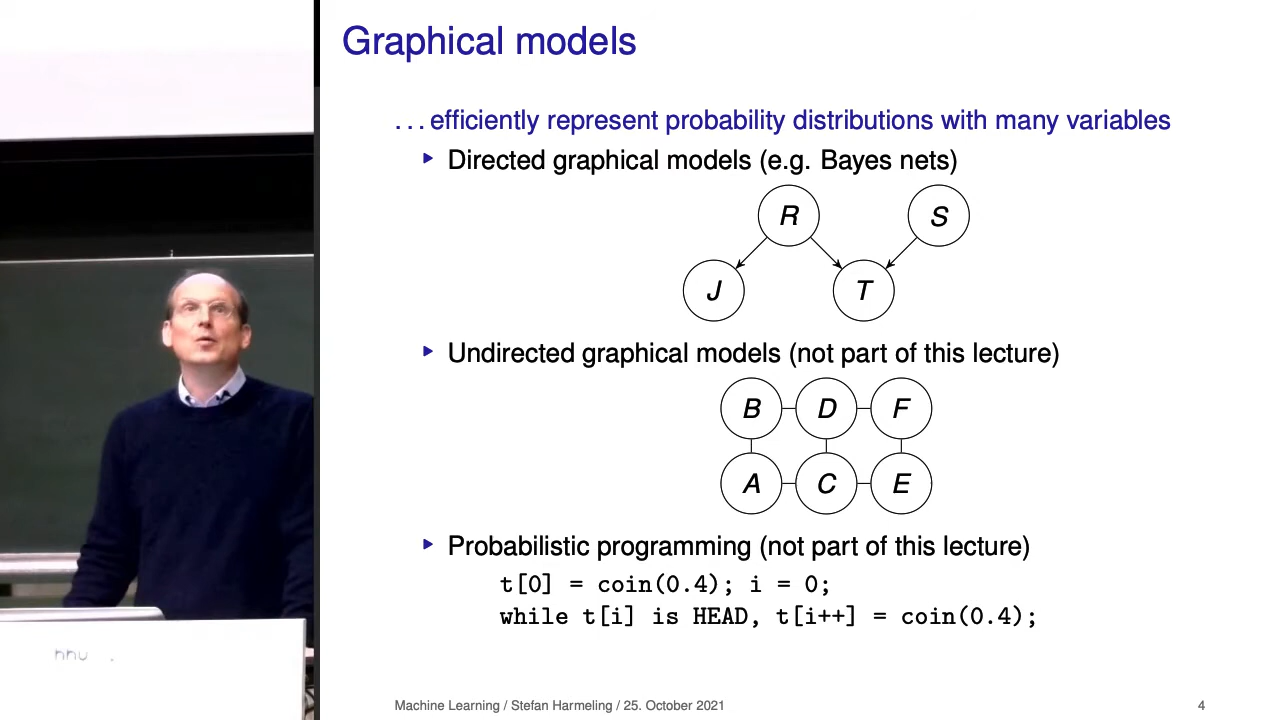 Graphical models
...efficiently represent probability distributions with many variables
Directed graphical models (e.g. Bayes nets)
R S
J T
Undirected graphical models (not part of this lecture)
B D F
A C E
Probabilistic programming (not part of this lecture)
t[0] = coin(0.4); i = 0;
while t[i] is HEAD, t[i++] = coin(0.4);
hhu
Machine Learning / Stefan Harmeling / 25. October 2021
4